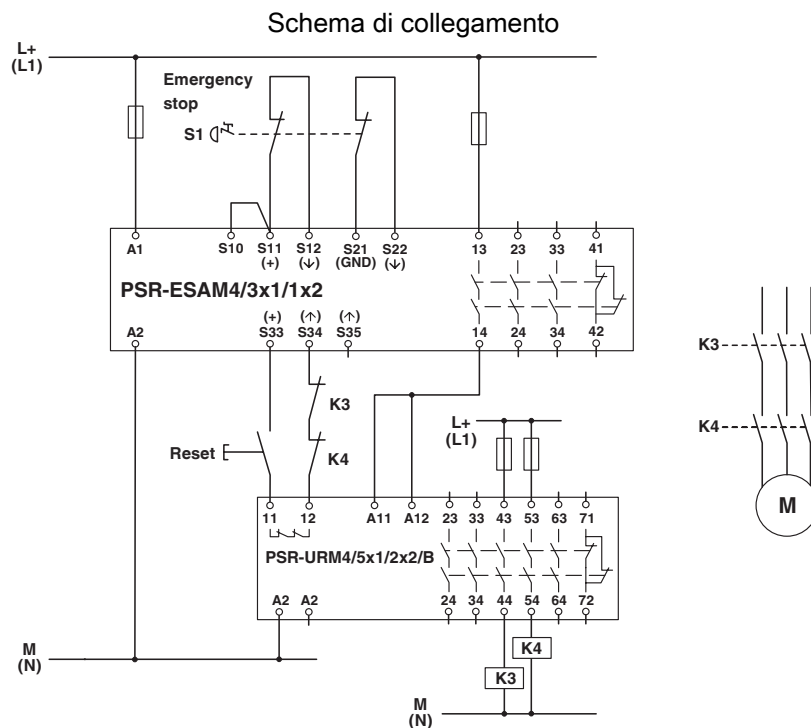 Schema di collegamento
L+
(L1)
Emergency
stop
S1
A1 S10 S11 S12 S21 S22 13 23 33 41
(+) (↓) (GND) (↓)
PSR-ESAM4/3x1/1x2
(+) (↑) (↑)
A2 S33 S34 S35 14 24 34 42
K3
K3
L+
(L1)
K4
Reset K4
M
11 12 A11 A12 23 33 43 53 63 71
PSR-URM4/5x1/2x2/B
A2 A2 24 34 44 54 64 72
K4
M
(N)
K3
M
(N)